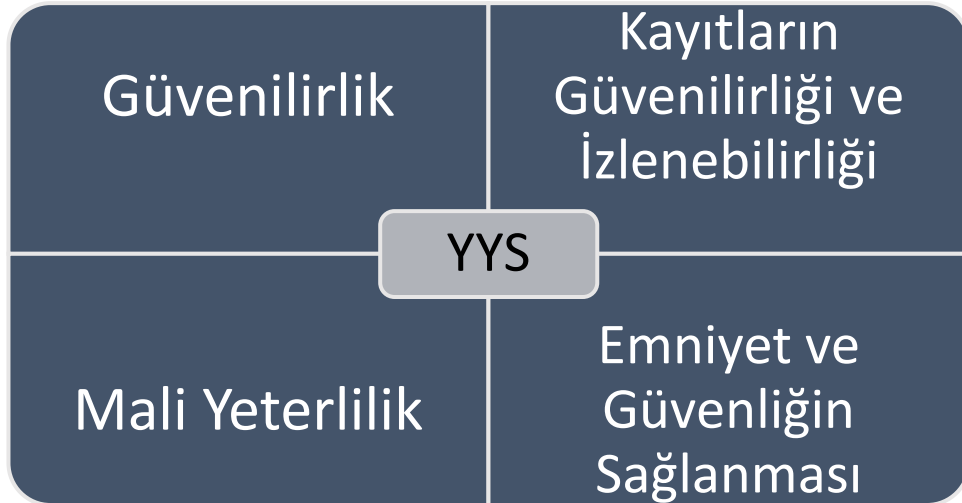 Güvenilirlik
Kayıtların
Güvenilirliği ve
İzlenebilirliği
YYS
Mali Yeterlilik
Emniyet ve
Güvenliğin
Sağlanması